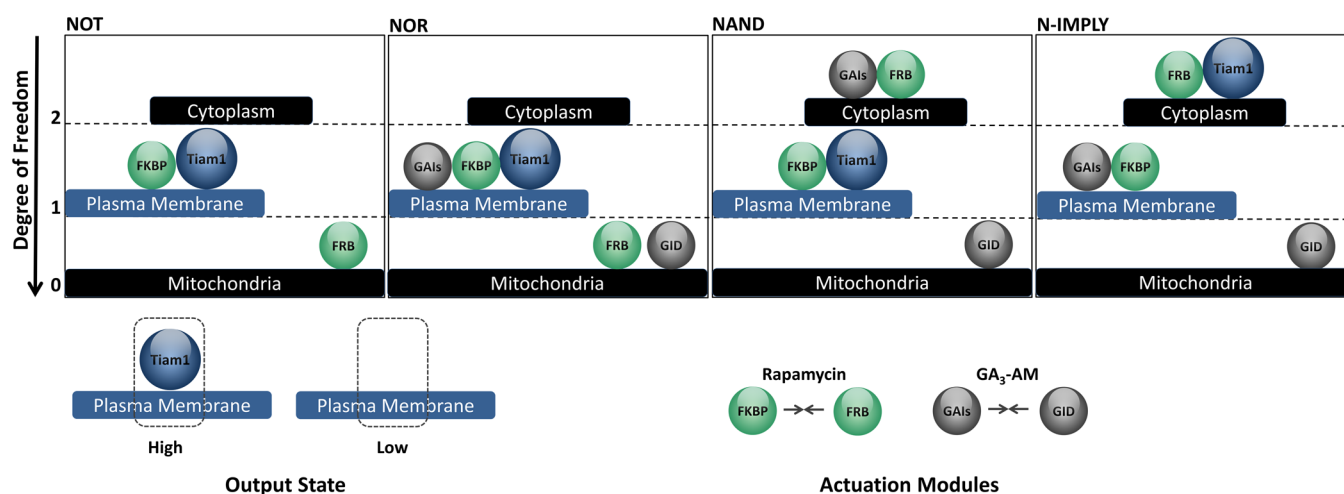 NOT
NOR
NAND
N-IMPLY
Degree of Freedom
2
1
0
Cytoplasm
FKBP Tiam1
Plasma Membrane
FRB
Mitochondria
Cytoplasm
GAIs FKBP Tiam1
Plasma Membrane
FRB GID
Mitochondria
GAIs FRB
Cytoplasm
FKBP Tiam1
Plasma Membrane
GID
Mitochondria
FRB Tiam1
Cytoplasm
GAIs FKBP
Plasma Membrane
GID
Mitochondria
Tiam1
Plasma Membrane
High
Plasma Membrane
Low
Output State
Rapamycin
FKBP FRB
GA₃-AM
GAIs GID
Actuation Modules